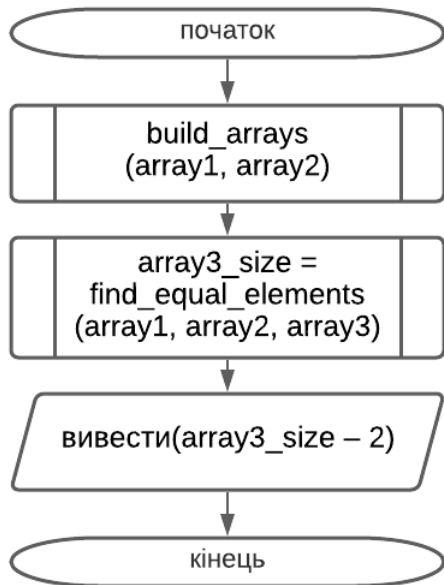 початок
build_arrays
(array1, array2)
array3_size =
find_equal_elements
(array1, array2, array3)
вивести(array3_size – 2)
кінець